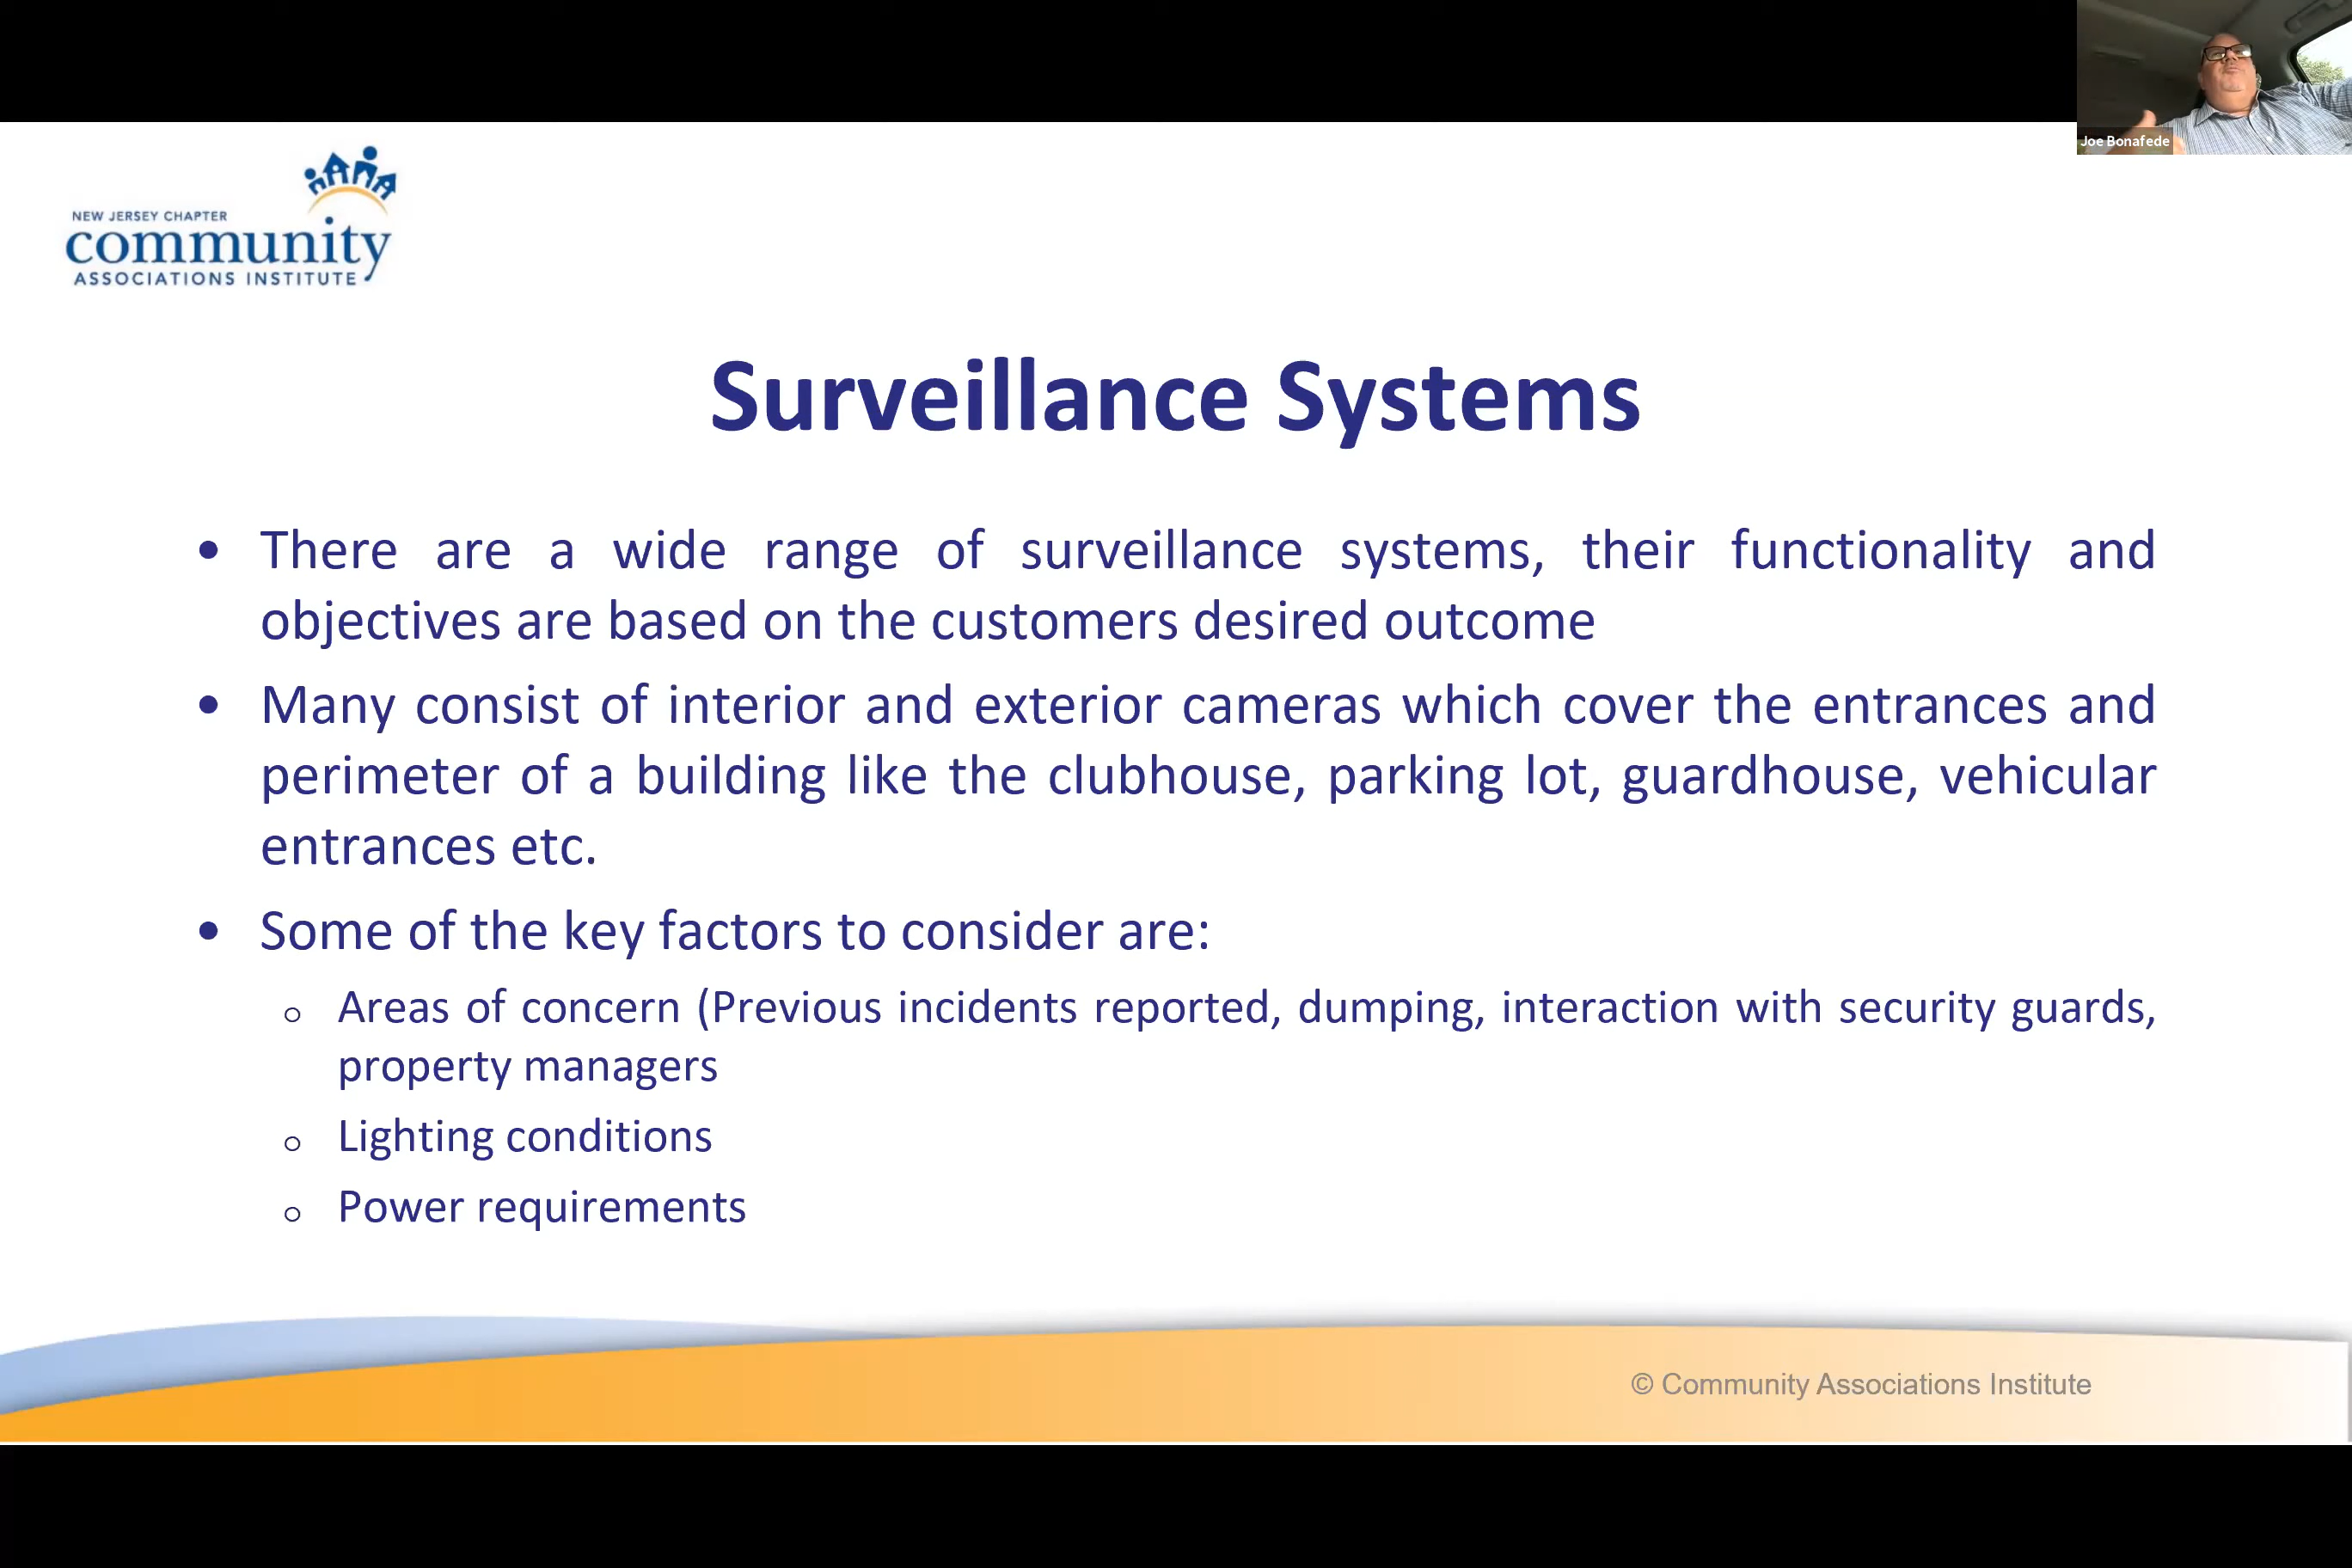 Joe Bonafede
NEW JERSEY CHAPTER
community
ASSOCIATIONS INSTITUTE
Surveillance Systems
• There are a wide range of surveillance systems, their functionality and
objectives are based on the customers desired outcome
• Many consist of interior and exterior cameras which cover the entrances and
perimeter of a building like the clubhouse, parking lot, guardhouse, vehicular
entrances etc.
• Some of the key factors to consider are:
o Areas of concern (Previous incidents reported, dumping, interaction with security guards,
property managers
o Lighting conditions
o Power requirements
© Community Associations Institute